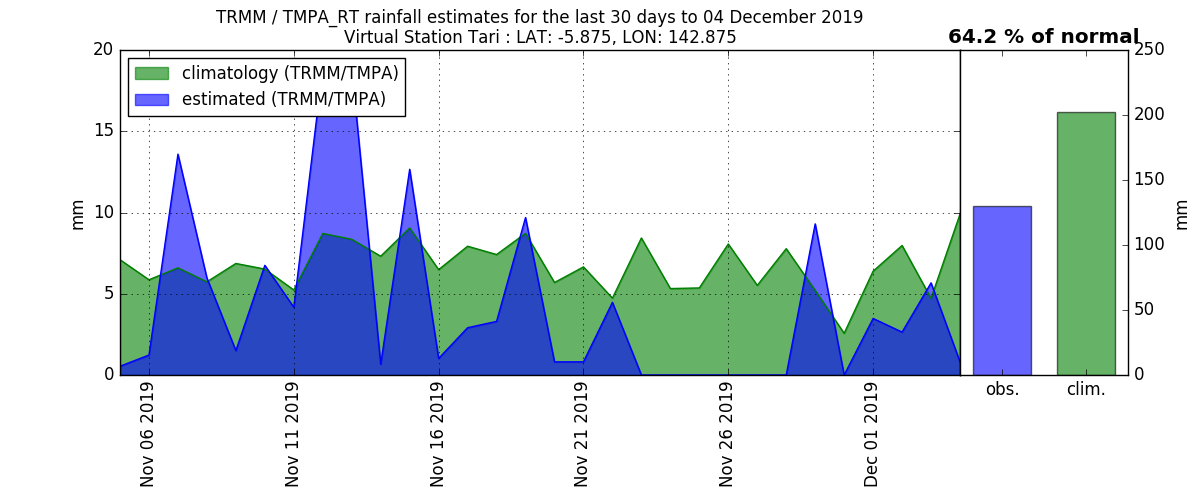 TRMM / TMPA_RT rainfall estimates for the last 30 days to 04 December 2019
Virtual Station Tari : LAT: -5.875, LON: 142.875
64.2 % of normal
climatology (TRMM/TMPA)
estimated (TRMM/TMPA)
20
15
10
5
0
mm
250
200
150
100
50
0
mm
Nov 06 2019
Nov 11 2019
Nov 16 2019
Nov 21 2019
Nov 26 2019
Dec 01 2019
obs.
clim.